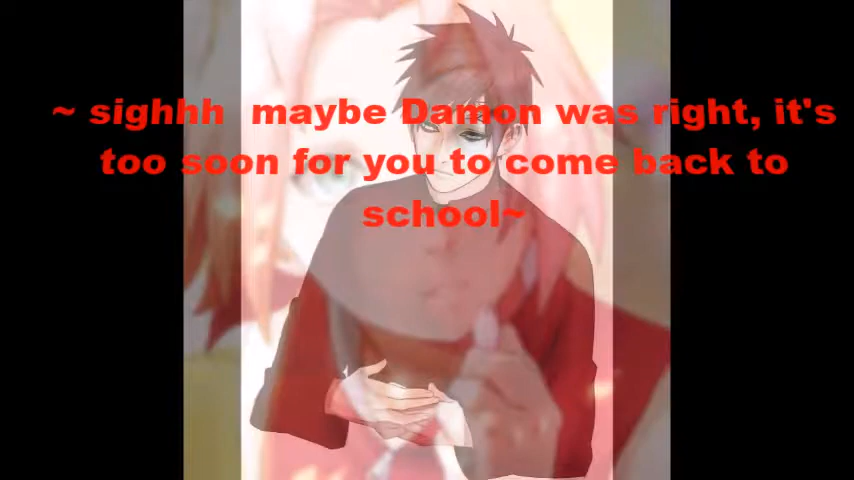 ~ sighhh  maybe Damon was right, it's
too soon for you to come back to
school~